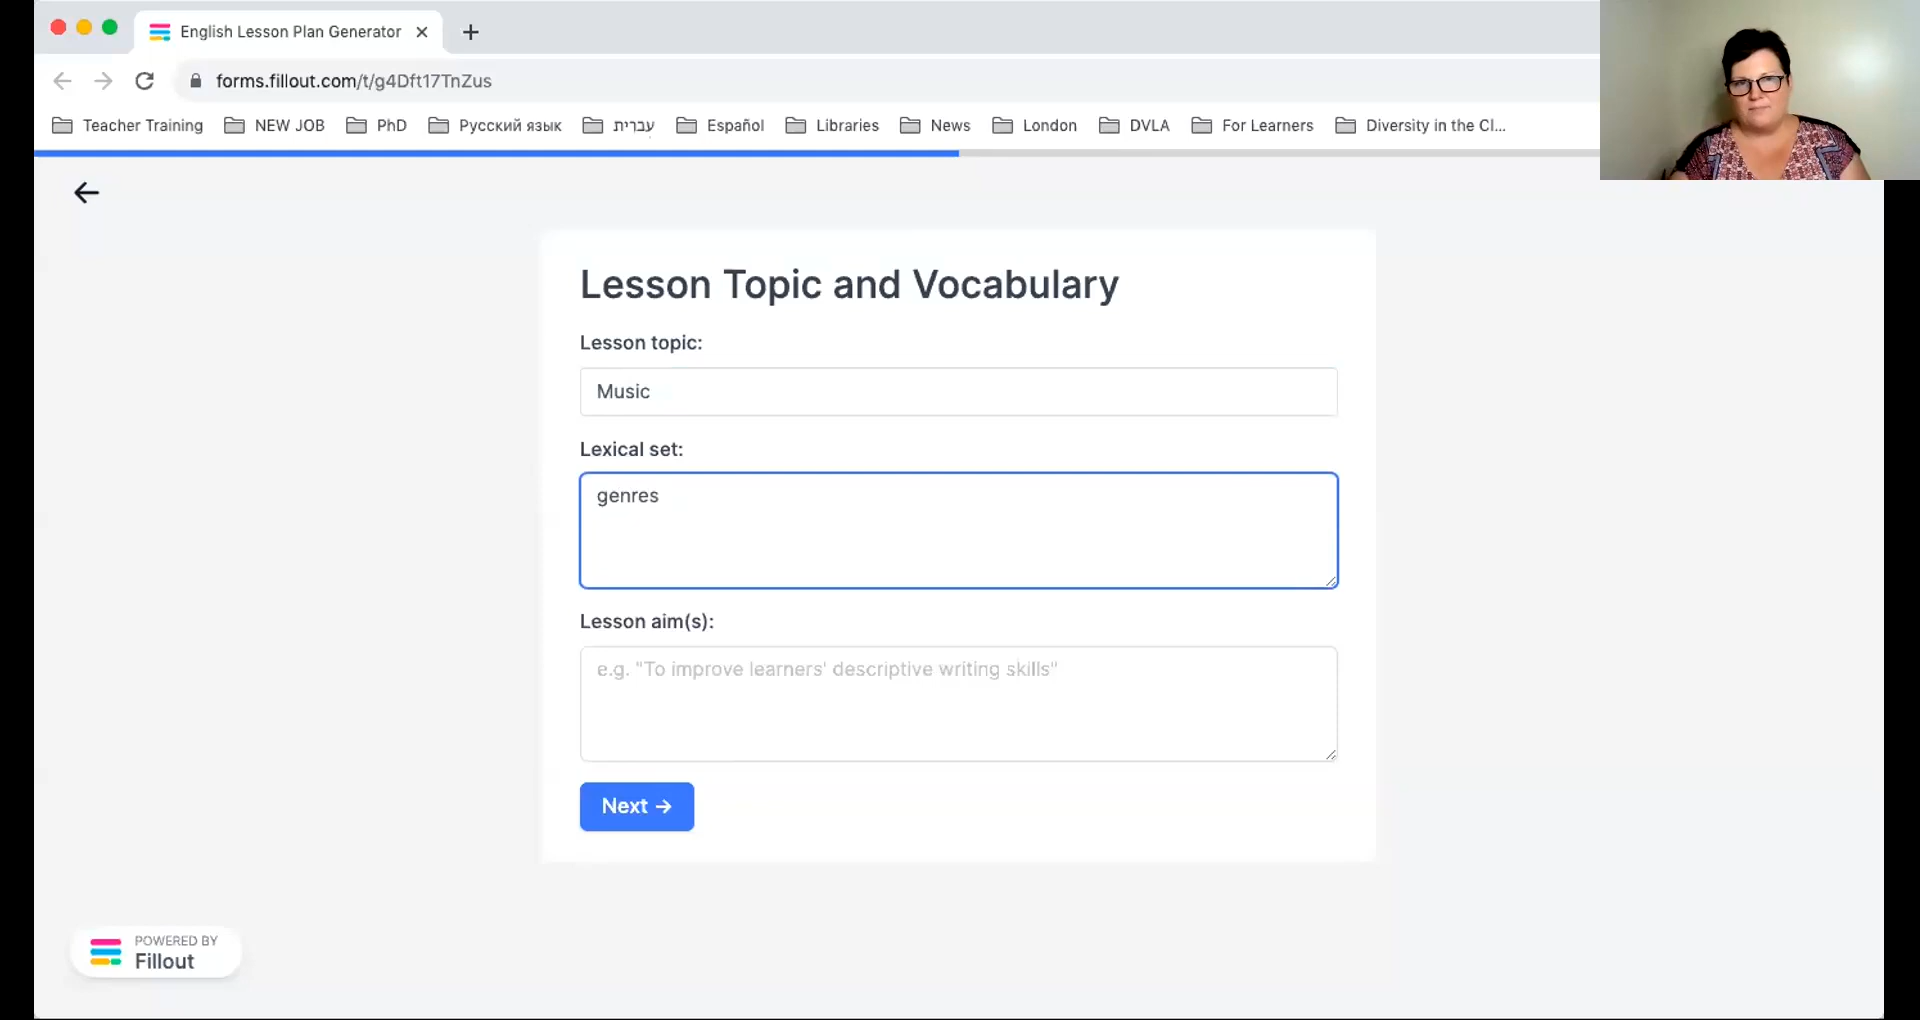 English Lesson Plan Generator
forms.fillout.com/t/g4Dft17TnZus
Teacher Training NEW JOB PhD Русский язык עִבְרִית Español Libraries News London DVLA For Learners Diversity in the Cl...
Lesson Topic and Vocabulary
Lesson topic:
Music
Lexical set:
genres
Lesson aim(s):
e.g. "To improve learners' descriptive writing skills"
Next →
POWERED BY
Fillout